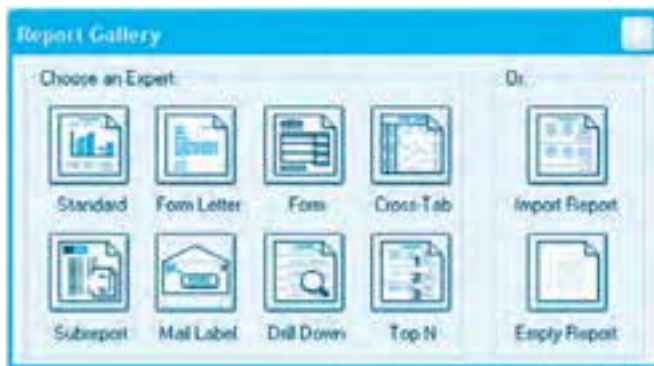 Report Gallery
Choose an Expert:
Or:
Standard
Form Letter
Form
Cross-Tab
Import Report
Subreport
Mail Label
Drill Down
Top N
Empty Report